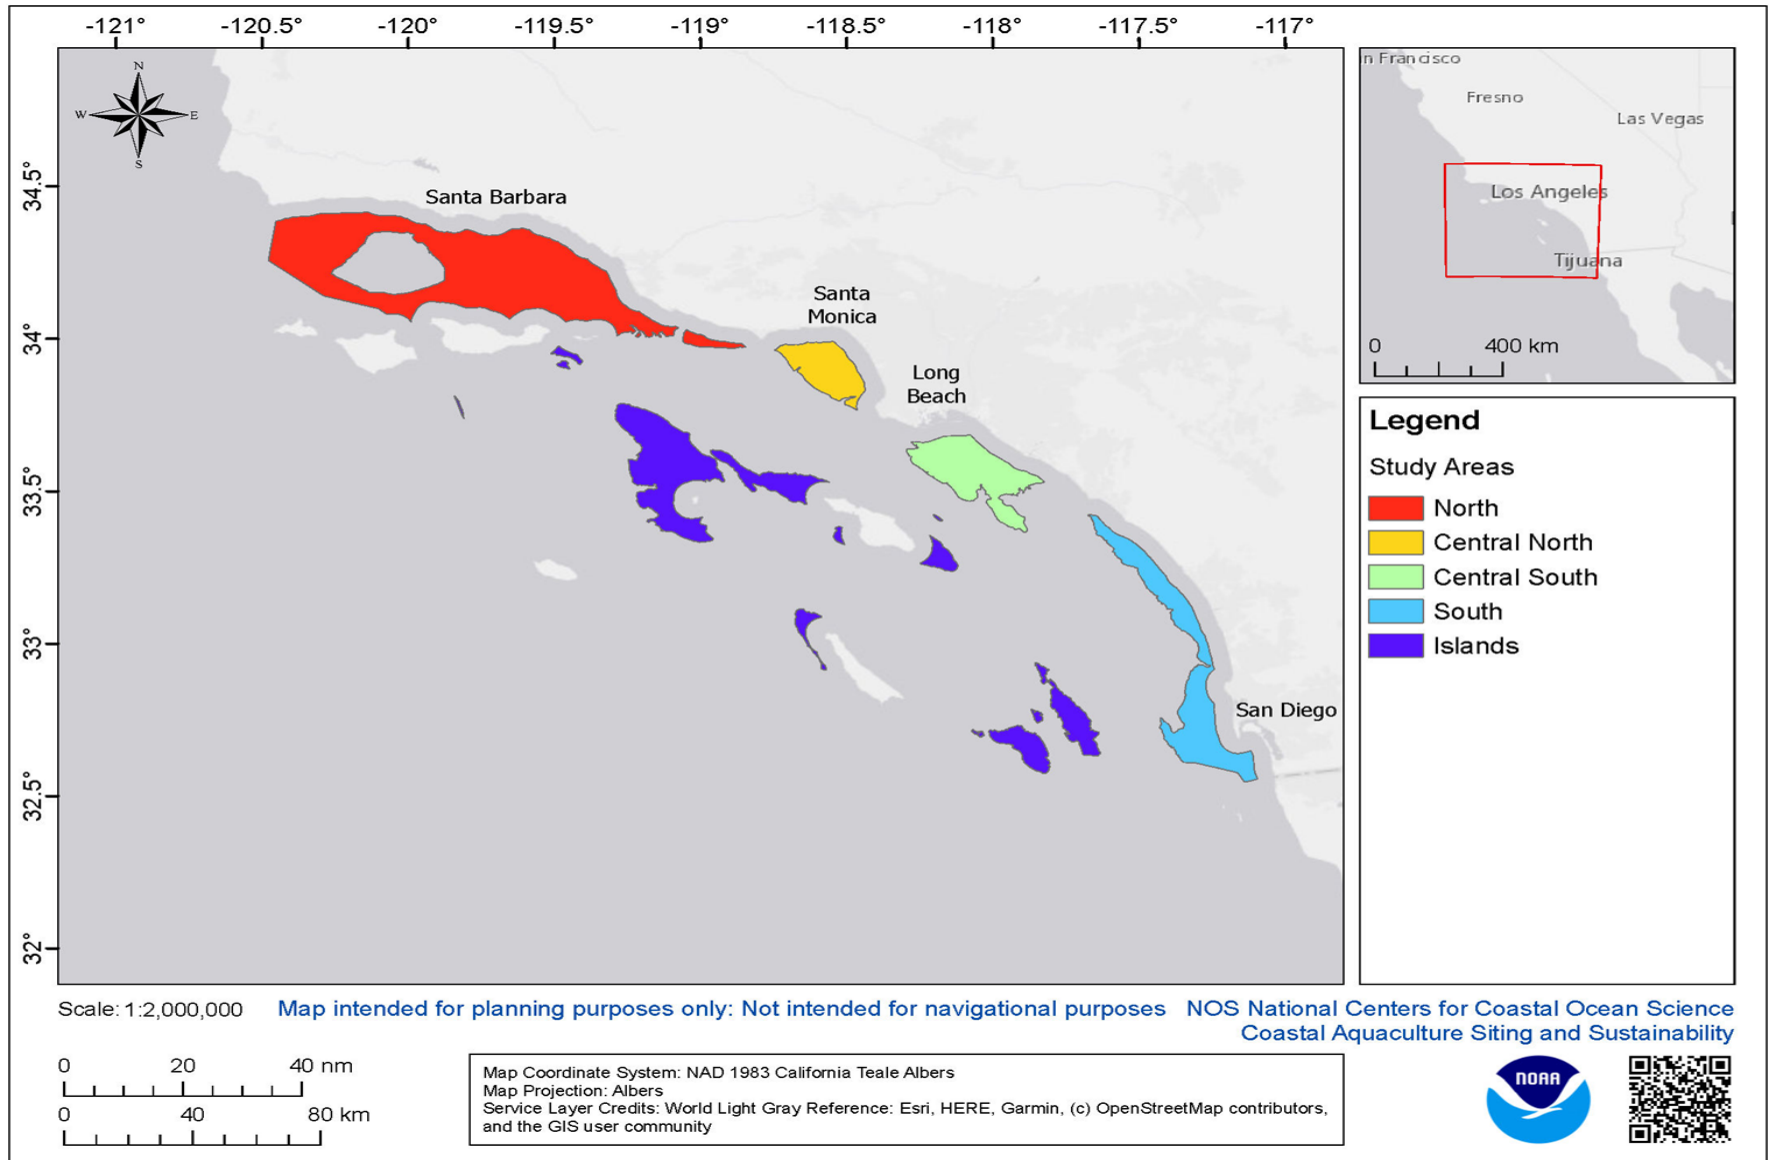 -121°
-120.5°
-120°
-119.5°
-119°
-118.5°
-118°
-117.5°
-117°
34.5°
34°
33.5°
33°
32.5°
32°
N
W
E
S
Santa Barbara
Santa
Monica
Long
Beach
San Diego
n Francisco
Fresno
Las Vegas
Los Angeles
Tijuana
0 400 km
Legend
Study Areas
North
Central North
Central South
South
Islands
Scale: 1:2,000,000
Map intended for planning purposes only: Not intended for navigational purposes
NOS National Centers for Coastal Ocean Science
Coastal Aquaculture Siting and Sustainability
0 20 40 nm
0 40 80 km
Map Coordinate System: NAD 1983 California Teale Albers
Map Projection: Albers
Service Layer Credits: World Light Gray Reference: Esri, HERE, Garmin, (c) OpenStreetMap contributors,
and the GIS user community
NOAA